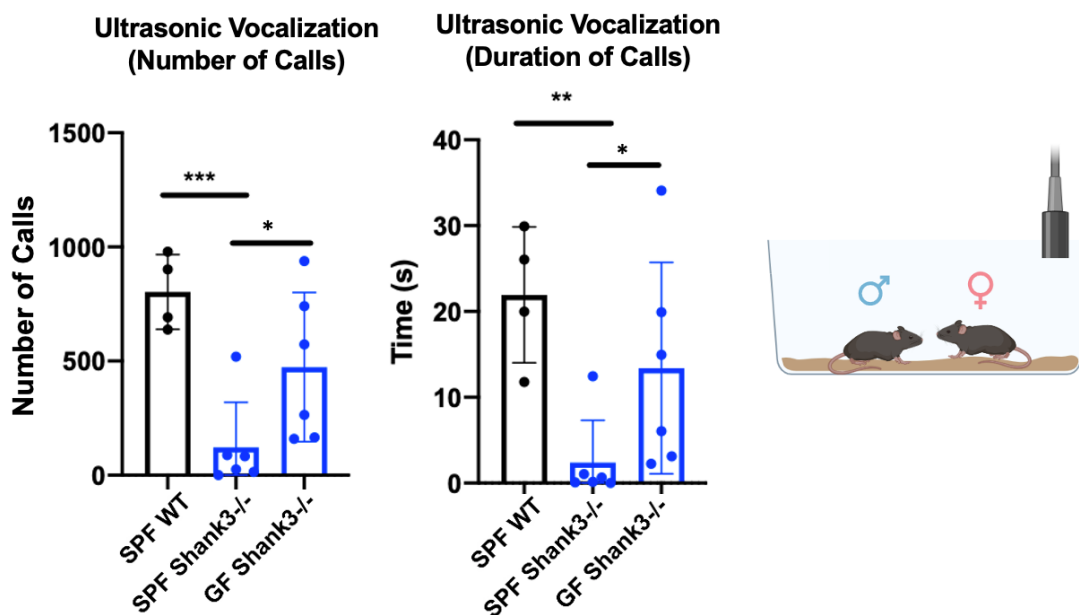 Ultrasonic Vocalization
(Number of Calls)
Number of Calls
1500
1000
500
0
***
*
SPF WT
SPF Shank3-/-
GF Shank3-/-
Ultrasonic Vocalization
(Duration of Calls)
Time (s)
40
30
20
10
0
**
*
SPF WT
SPF Shank3-/-
GF Shank3-/-
♂
♀